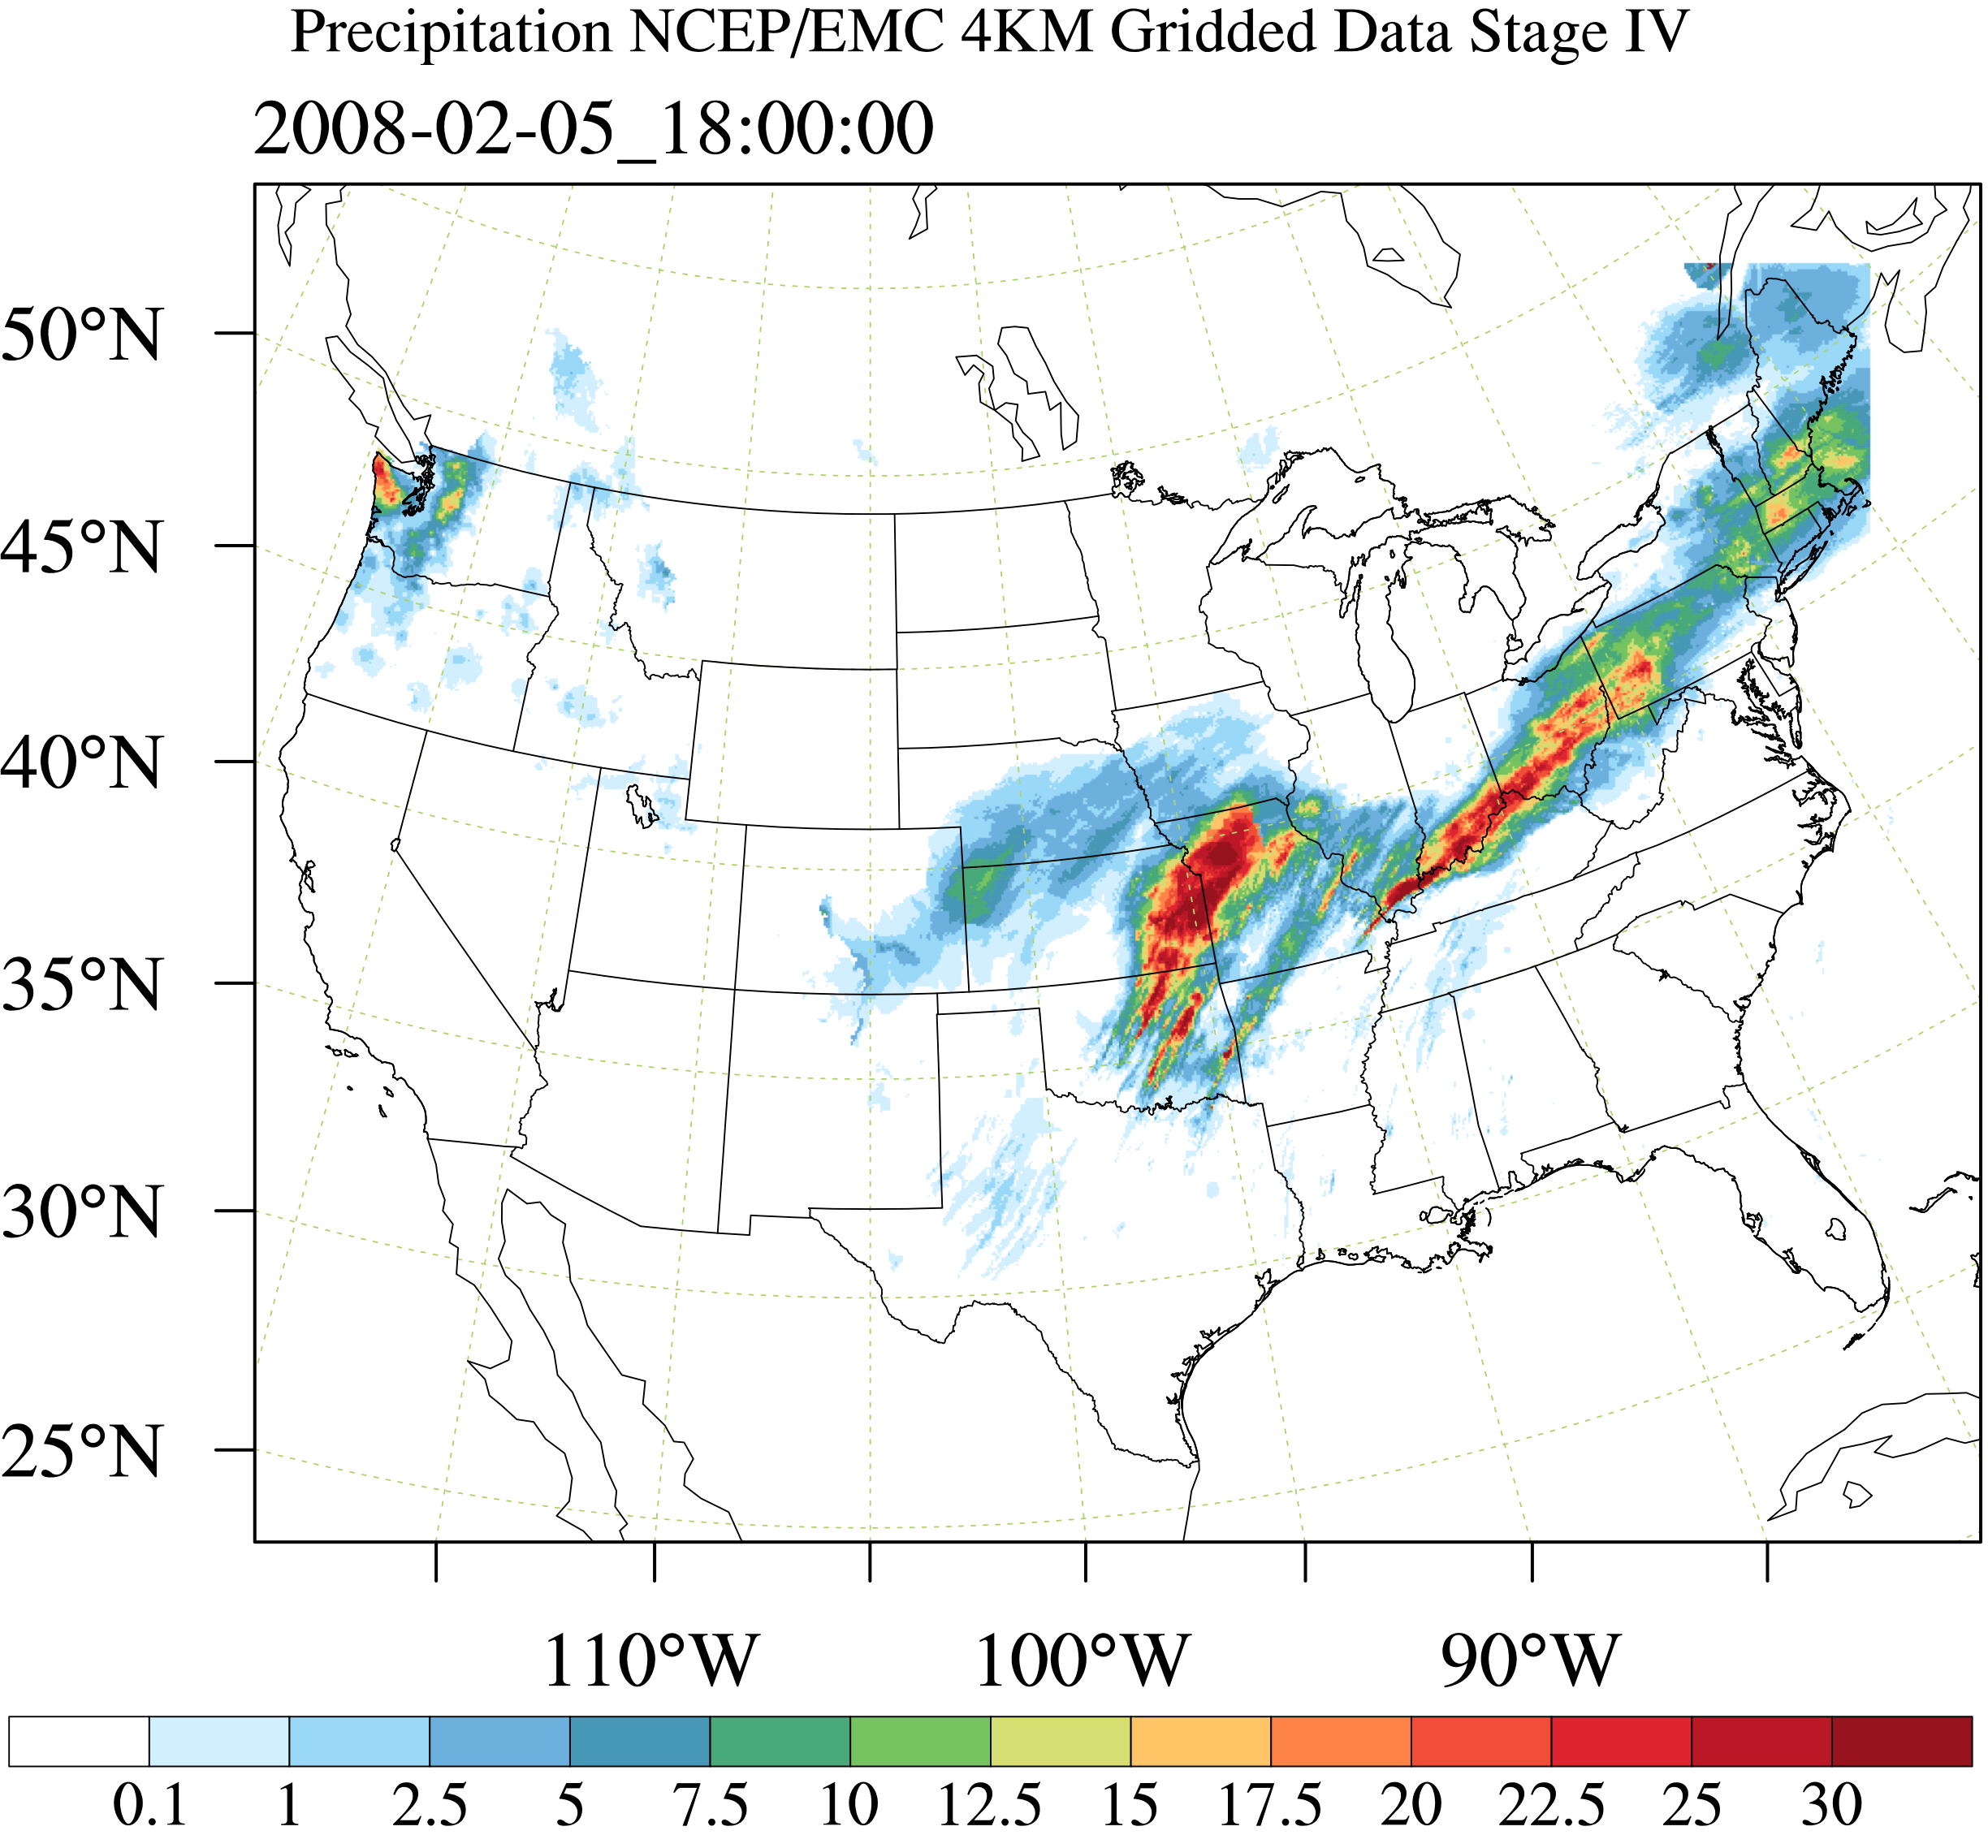 Precipitation NCEP/EMC 4KM Gridded Data Stage IV
2008-02-05_18:00:00
50°N
45°N
40°N
35°N
30°N
25°N
110°W 100°W 90°W
0.1 1 2.5 5 7.5 10 12.5 15 17.5 20 22.5 25 30